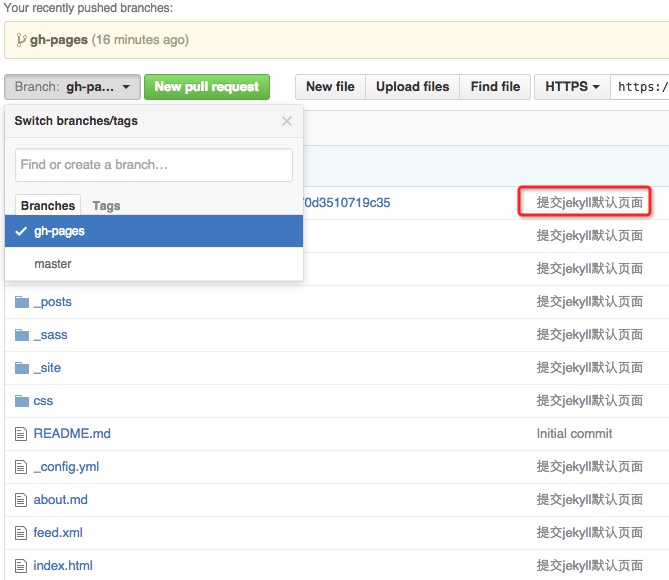 Your recently pushed branches:
gh-pages (16 minutes ago)
Branch: gh-pa... New pull request New file Upload files Find file HTTPS https:/
Switch branches/tags
Find or create a branch…
Branches Tags
70d3510719c35 提交jekyll默认页面
gh-pages 提交jekyll默认页面
master 提交jekyll默认页面
_posts 提交jekyll默认页面
_sass 提交jekyll默认页面
_site 提交jekyll默认页面
css 提交jekyll默认页面
README.md Initial commit
_config.yml 提交jekyll默认页面
about.md 提交jekyll默认页面
feed.xml 提交jekyll默认页面
index.html 提交jekyll默认页面